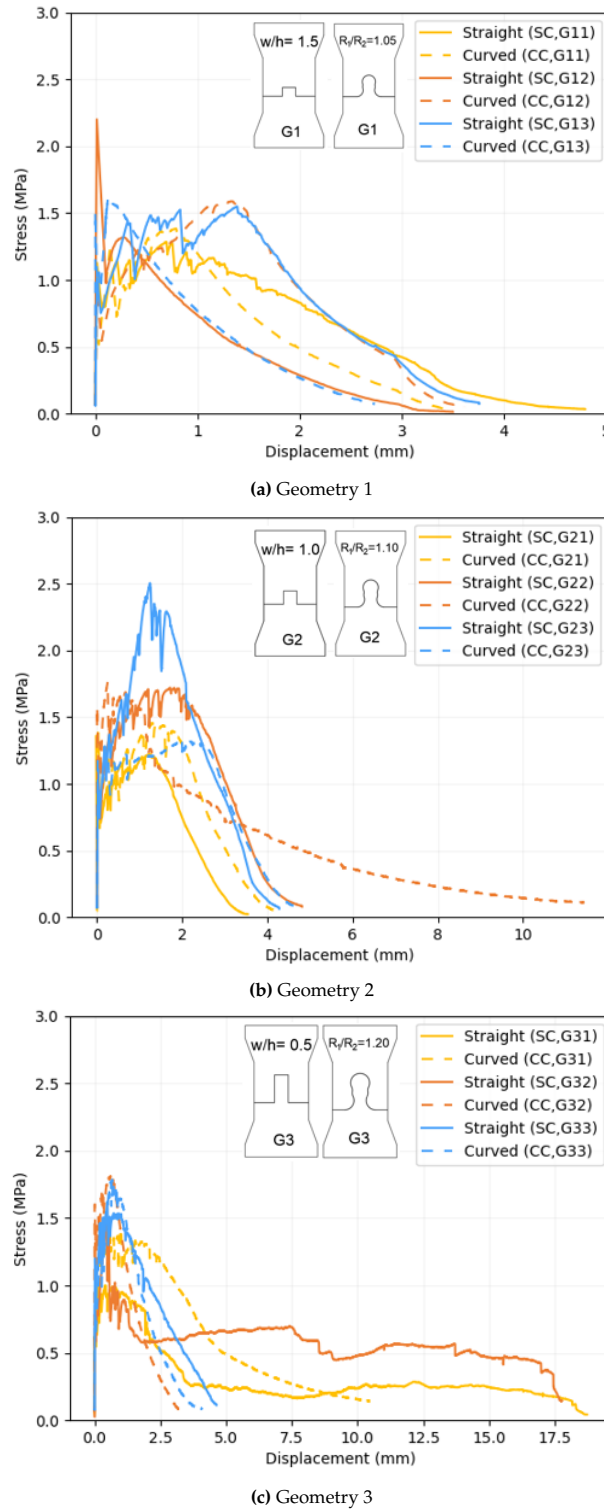 3.0
2.5
2.0
1.5
1.0
0.5
0.0
Stress (MPa)
w/h= 1.5
R₁/R₂=1.05
G1
G1
Straight (SC,G11)
Curved (CC,G11)
Straight (SC,G12)
Curved (CC,G12)
Straight (SC,G13)
Curved (CC,G13)
0 1 2 3 4 5
Displacement (mm)
(a) Geometry 1
3.0
2.5
2.0
1.5
1.0
0.5
0.0
Stress (MPa)
w/h= 1.0
R₁/R₂=1.10
G2
G2
Straight (SC,G21)
Curved (CC,G21)
Straight (SC,G22)
Curved (CC,G22)
Straight (SC,G23)
Curved (CC,G23)
0 2 4 6 8 10
Displacement (mm)
(b) Geometry 2
3.0
2.5
2.0
1.5
1.0
0.5
0.0
Stress (MPa)
w/h= 0.5
R₁/R₂=1.20
G3
G3
Straight (SC,G31)
Curved (CC,G31)
Straight (SC,G32)
Curved (CC,G32)
Straight (SC,G33)
Curved (CC,G33)
0.0 2.5 5.0 7.5 10.0 12.5 15.0 17.5
Displacement (mm)
(c) Geometry 3